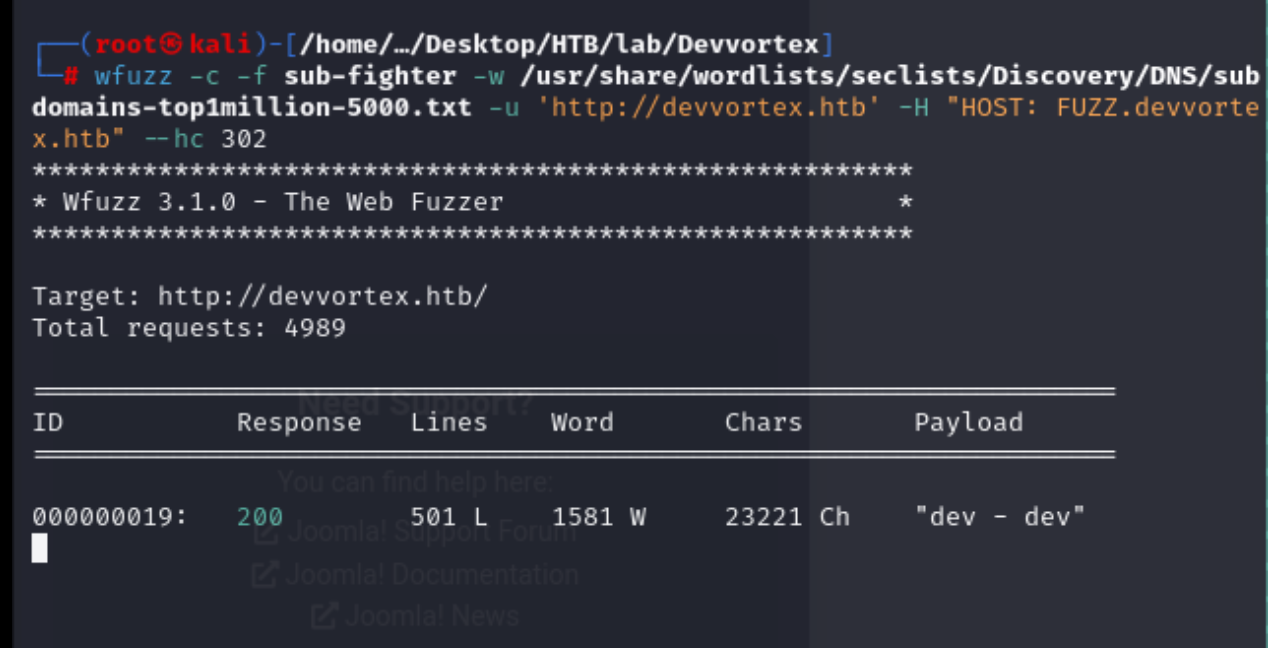 ┌──(root㉿kali)-[/home/…/Desktop/HTB/lab/Devvortex]
└─# wfuzz -c -f sub-fighter -w /usr/share/wordlists/seclists/Discovery/DNS/sub
domains-top1million-5000.txt -u 'http://devvortex.htb' -H "HOST: FUZZ.devvorte
x.htb" --hc 302
********************************************************
* Wfuzz 3.1.0 - The Web Fuzzer                         *
********************************************************
Target: http://devvortex.htb/
Total requests: 4989
=====================================================================
Need Support?
ID           Response   Lines    Word       Chars       Payload
=====================================================================
You can find help here:
000000019:   200        501 L    1581 W     23221 Ch    "dev - dev"
Joomla! Support Forum
Joomla! Documentation
Joomla! News